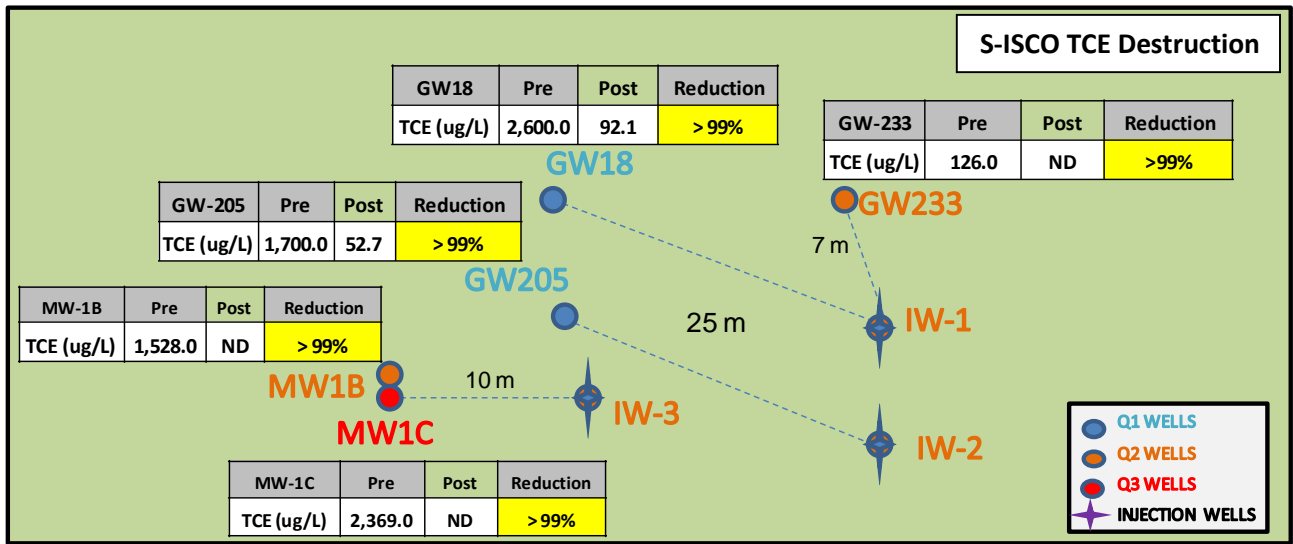 S-ISCO TCE Destruction
GW18 Pre Post Reduction
TCE (ug/L) 2,600.0 92.1 > 99%
GW18
GW-233 Pre Post Reduction
TCE (ug/L) 126.0 ND >99%
GW233
7 m
GW-205 Pre Post Reduction
TCE (ug/L) 1,700.0 52.7 > 99%
GW205
25 m
IW-1
MW-1B Pre Post Reduction
TCE (ug/L) 1,528.0 ND > 99%
MW1B
10 m
IW-3
MW1C
IW-2
MW-1C Pre Post Reduction
TCE (ug/L) 2,369.0 ND > 99%
Q1 WELLS
Q2 WELLS
Q3 WELLS
INJECTION WELLS